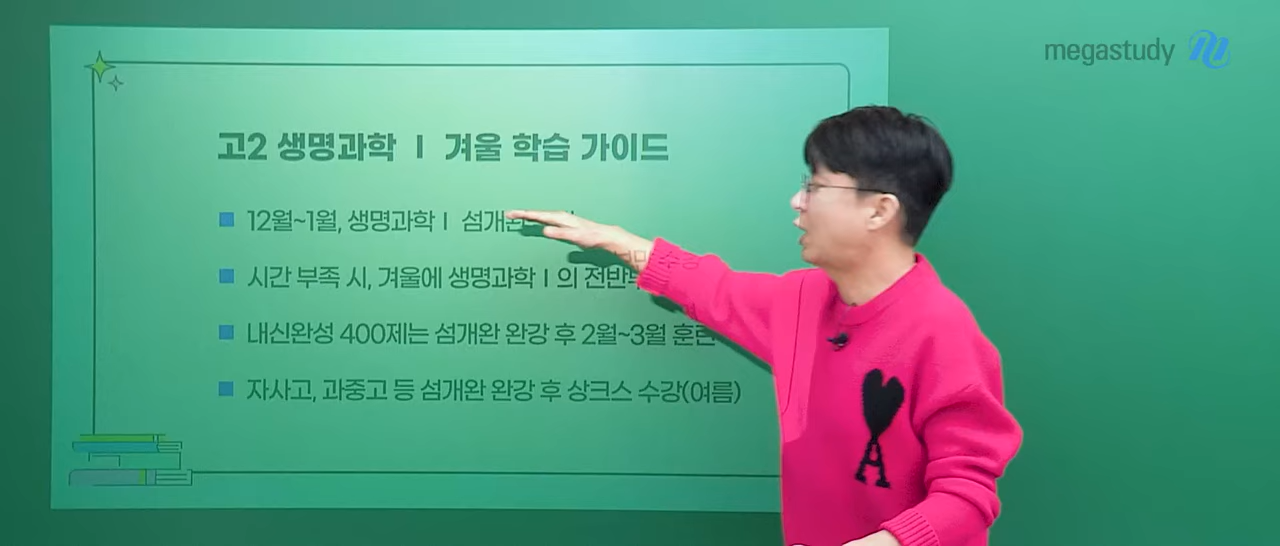 megastudy
고2 생명과학 Ⅰ 겨울 학습 가이드
12월~1월, 생명과학Ⅰ
시간 부족 시, 겨울에 생명과학Ⅰ의
내신완성 400제는 섬개완 완강 후 2월~3월 훈련
자사고, 과중고 등 섬개완 완강 후 상크스 수강(여름)
A